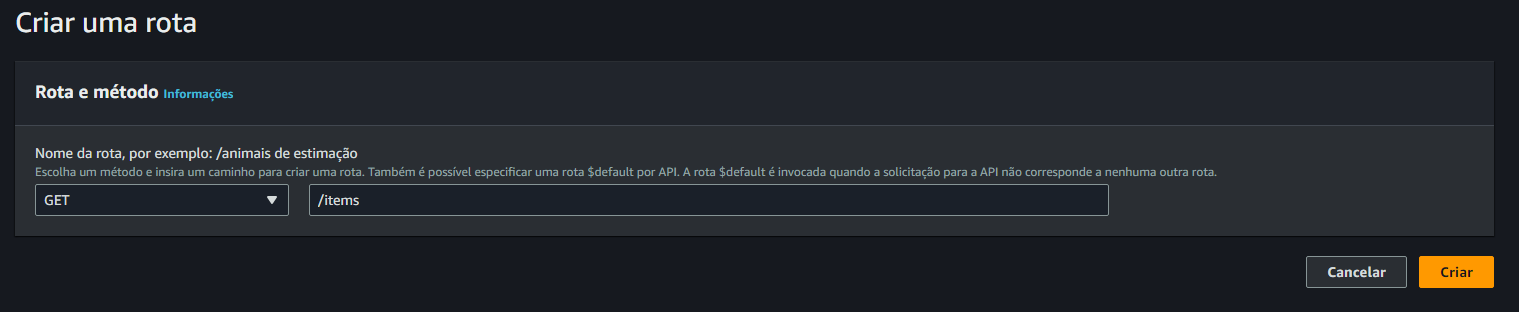 Criar uma rota
Rota e método Informações
Nome da rota, por exemplo: /animais de estimação
Escolha um método e insira um caminho para criar uma rota. Também é possível especificar uma rota $default por API. A rota $default é invocada quando a solicitação para a API não corresponde a nenhuma outra rota.
GET /items
Cancelar Criar